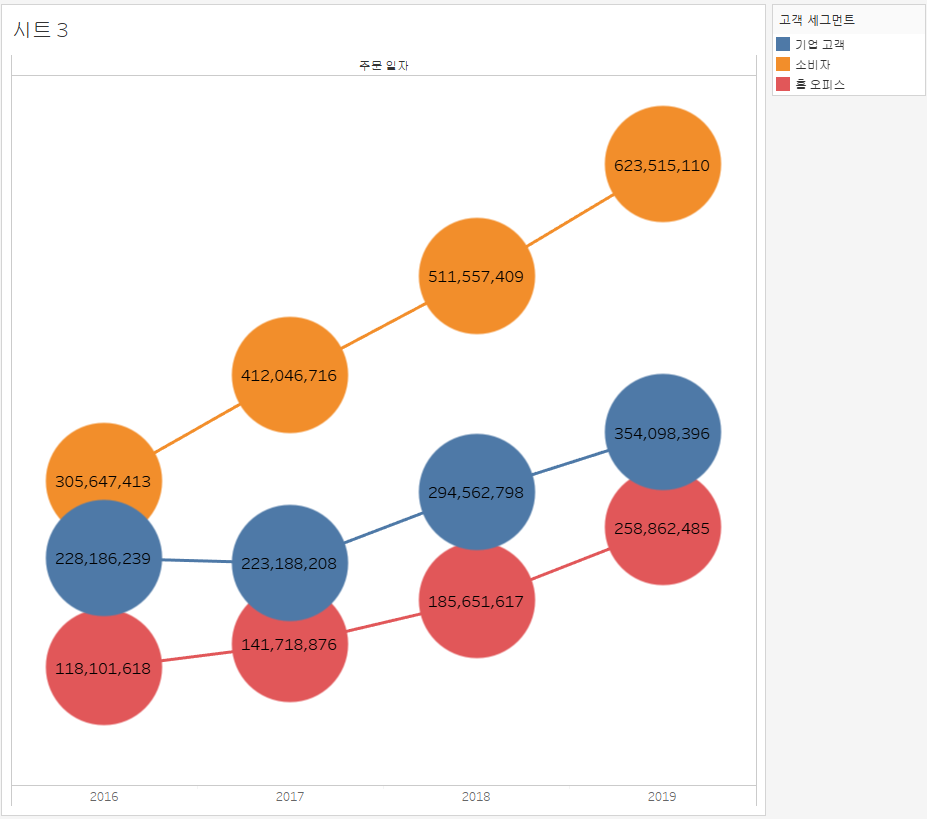 시트 3
주문 일자
623,515,110
511,557,409
412,046,716
354,098,396
305,647,413
294,562,798
258,862,485
228,186,239
223,188,208
185,651,617
141,718,876
118,101,618
2016
2017
2018
2019
고객 세그먼트
기업 고객
소비자
홈 오피스